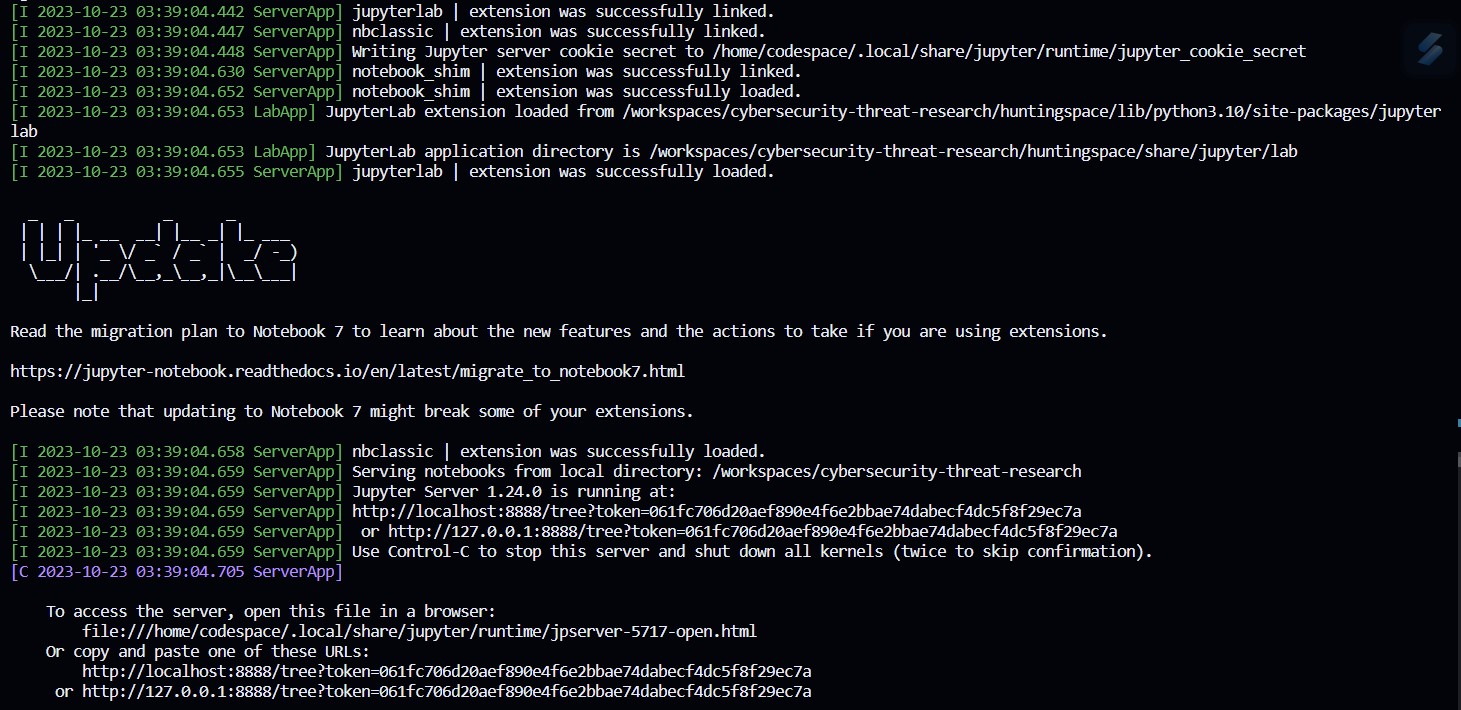 [I 2023-10-23 03:39:04.442 ServerApp] jupyterlab | extension was successfully linked.
[I 2023-10-23 03:39:04.447 ServerApp] nbclassic | extension was successfully linked.
[I 2023-10-23 03:39:04.448 ServerApp] Writing Jupyter server cookie secret to /home/codespace/.local/share/jupyter/runtime/jupyter_cookie_secret
[I 2023-10-23 03:39:04.630 ServerApp] notebook_shim | extension was successfully linked.
[I 2023-10-23 03:39:04.652 ServerApp] notebook_shim | extension was successfully loaded.
[I 2023-10-23 03:39:04.653 LabApp] JupyterLab extension loaded from /workspaces/cybersecurity-threat-research/huntingspace/lib/python3.10/site-packages/jupyter
lab
[I 2023-10-23 03:39:04.653 LabApp] JupyterLab application directory is /workspaces/cybersecurity-threat-research/huntingspace/share/jupyter/lab
[I 2023-10-23 03:39:04.655 ServerApp] jupyterlab | extension was successfully loaded.
Update
Read the migration plan to Notebook 7 to learn about the new features and the actions to take if you are using extensions.
https://jupyter-notebook.readthedocs.io/en/latest/migrate_to_notebook7.html
Please note that updating to Notebook 7 might break some of your extensions.
[I 2023-10-23 03:39:04.658 ServerApp] nbclassic | extension was successfully loaded.
[I 2023-10-23 03:39:04.659 ServerApp] Serving notebooks from local directory: /workspaces/cybersecurity-threat-research
[I 2023-10-23 03:39:04.659 ServerApp] Jupyter Server 1.24.0 is running at:
[I 2023-10-23 03:39:04.659 ServerApp] http://localhost:8888/tree?token=061fc706d20aef890e4f6e2bbae74dabecf4dc5f8f29ec7a
[I 2023-10-23 03:39:04.659 ServerApp]  or http://127.0.0.1:8888/tree?token=061fc706d20aef890e4f6e2bbae74dabecf4dc5f8f29ec7a
[I 2023-10-23 03:39:04.659 ServerApp] Use Control-C to stop this server and shut down all kernels (twice to skip confirmation).
[C 2023-10-23 03:39:04.705 ServerApp]
To access the server, open this file in a browser:
file:///home/codespace/.local/share/jupyter/runtime/jpserver-5717-open.html
Or copy and paste one of these URLs:
http://localhost:8888/tree?token=061fc706d20aef890e4f6e2bbae74dabecf4dc5f8f29ec7a
or http://127.0.0.1:8888/tree?token=061fc706d20aef890e4f6e2bbae74dabecf4dc5f8f29ec7a